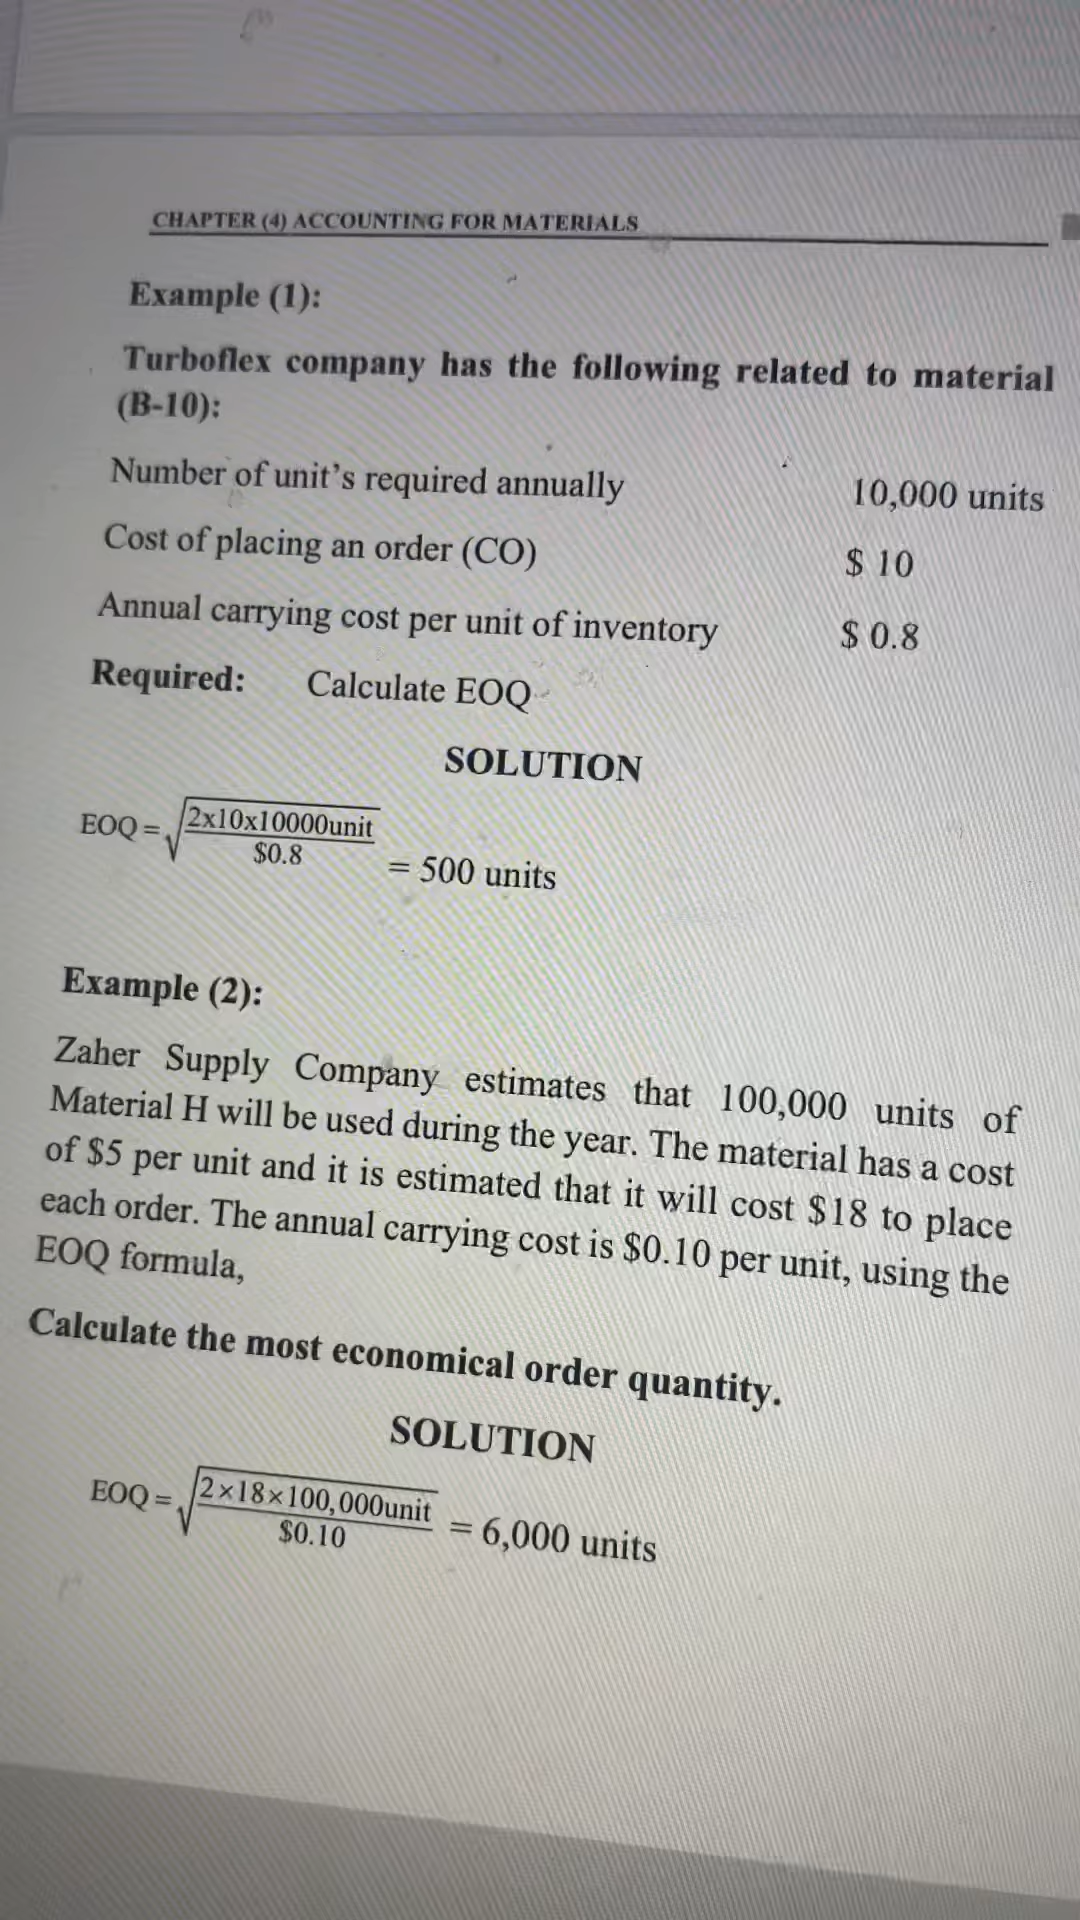 CHAPTER (4) ACCOUNTING FOR MATERIALS
Example (1):
Turboflex company has the following related to material
(B-10):
Number of unit's required annually 10,000 units
Cost of placing an order (CO) $ 10
Annual carrying cost per unit of inventory $ 0.8
Required: Calculate EOQ
SOLUTION
EOQ = √2x10x10000unit
$0.8
= 500 units
Example (2):
Zaher Supply Company estimates that 100,000 units of
Material H will be used during the year. The material has a cost
of $5 per unit and it is estimated that it will cost $18 to place
each order. The annual carrying cost is $0.10 per unit, using the
EOQ formula,
Calculate the most economical order quantity.
SOLUTION
EOQ = √2×18×100,000unit
$0.10
= 6,000 units